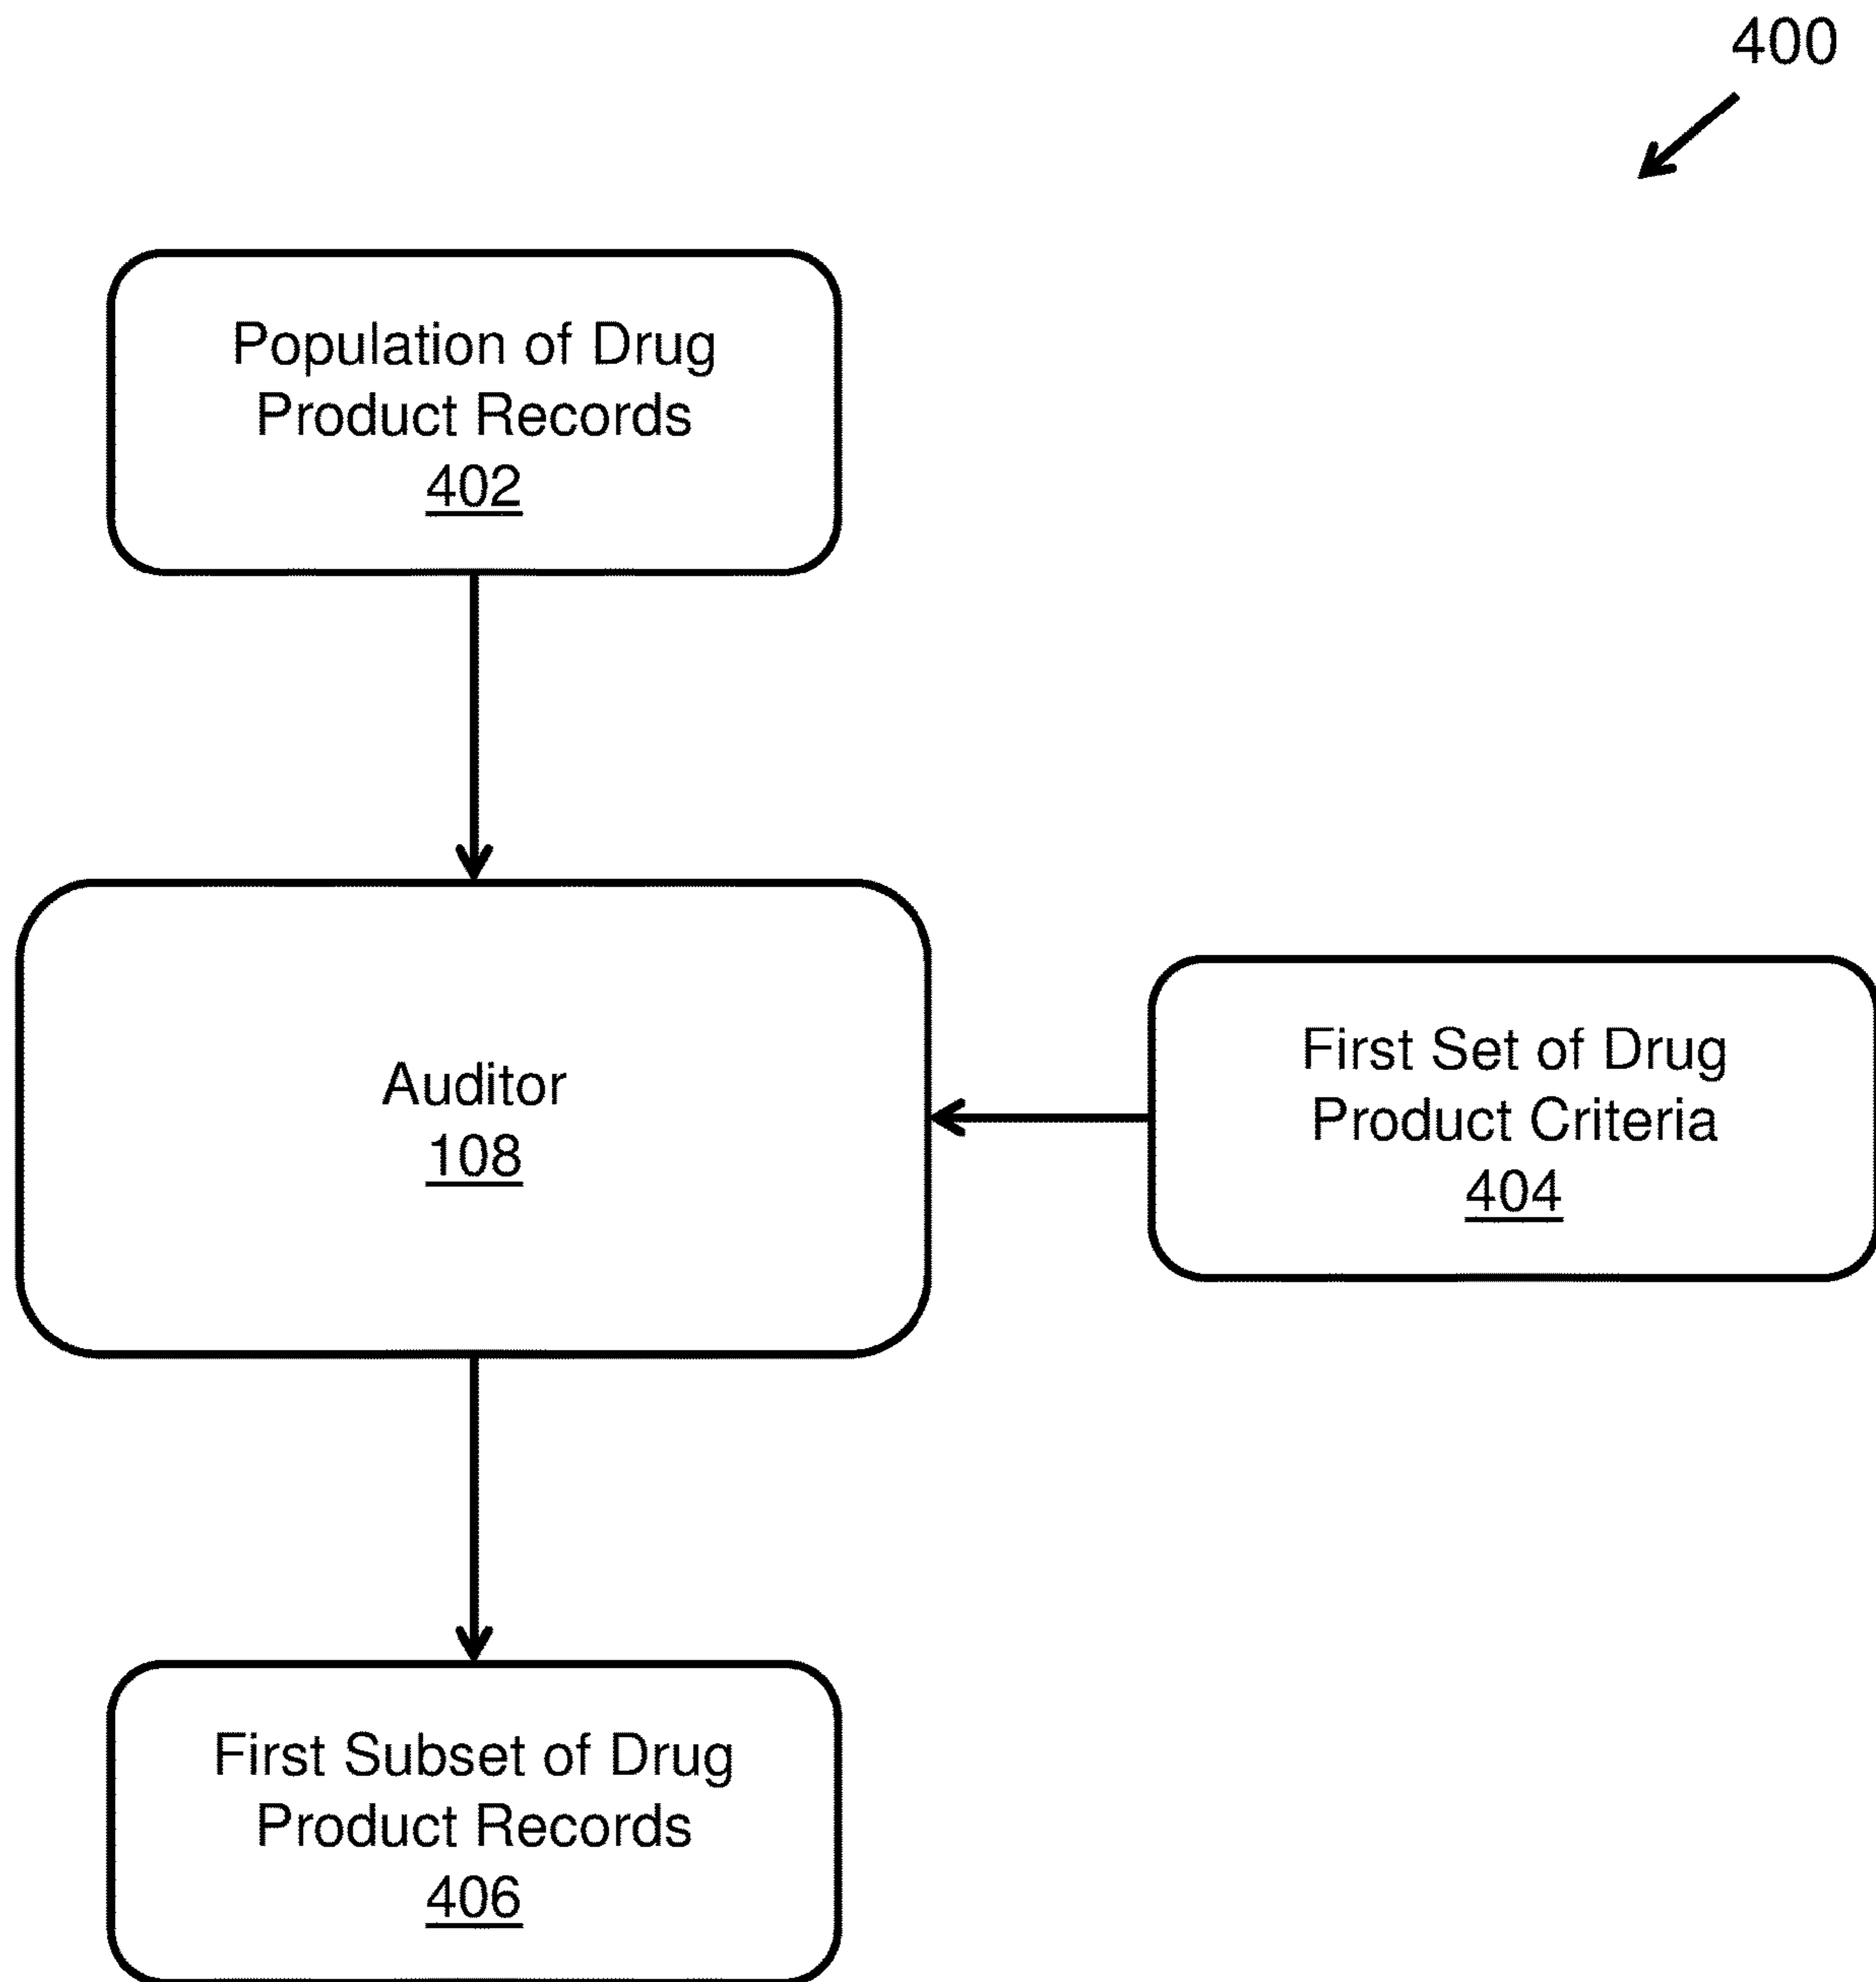 400
Population of Drug
Product Records
402
Auditor
108
First Set of Drug
Product Criteria
404
First Subset of Drug
Product Records
406